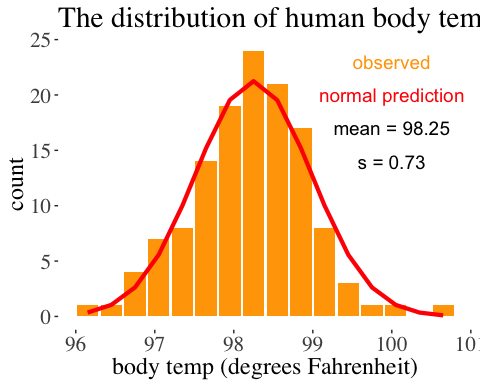 The distribution of human body tem
25
20
15
10
5
0
count
observed
normal prediction
mean = 98.25
s = 0.73
96 97 98 99 100 101
body temp (degrees Fahrenheit)